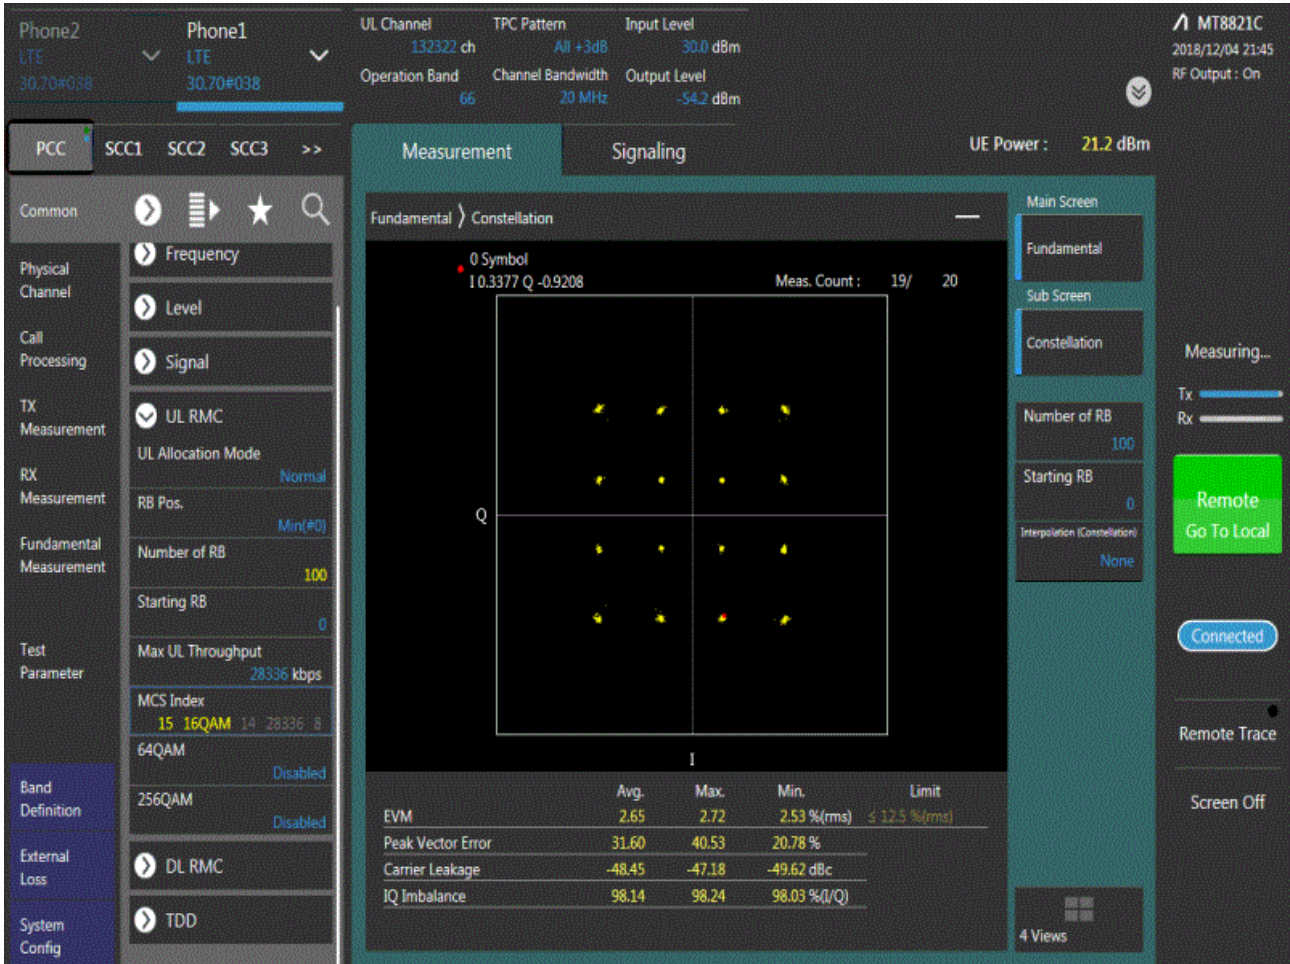 Phone2
LTE
30.70#038
Phone1
LTE
30.70#038
UL Channel
132322 ch
TPC Pattern
All +3dB
Input Level
30.0 dBm
Operation Band
66
Channel Bandwidth
20 MHz
Output Level
-54.2 dBm
MT8821C
2018/12/04 21:45
RF Output : On
PCC SCC1 SCC2 SCC3 >>
Measurement
Signaling
UE Power : 21.2 dBm
Common
Physical
Channel
Call
Processing
TX
Measurement
RX
Measurement
Fundamental
Measurement
Test
Parameter
Band
Definition
External
Loss
System
Config
Frequency
Level
Signal
UL RMC
UL Allocation Mode
Normal
RB Pos.
Min(#0)
Number of RB
100
Starting RB
0
Max UL Throughput
28336 kbps
MCS Index
15 16QAM 14 28336 8
64QAM
Disabled
256QAM
Disabled
DL RMC
TDD
Fundamental 〉 Constellation
0 Symbol
I 0.3377 Q -0.9208
Meas. Count : 19/ 20
Q
I
Avg. Max. Min. Limit
EVM 2.65 2.72 2.53 %(rms) ≤ 12.5 %(rms)
Peak Vector Error 31.60 40.53 20.78 %
Carrier Leakage -48.45 -47.18 -49.62 dBc
IQ Imbalance 98.14 98.24 98.03 %(I/Q)
Main Screen
Fundamental
Sub Screen
Constellation
Number of RB
100
Starting RB
0
Interpolation (Constellation)
None
4 Views
Measuring...
Tx
Rx
Remote
Go To Local
Connected
Remote Trace
Screen Off